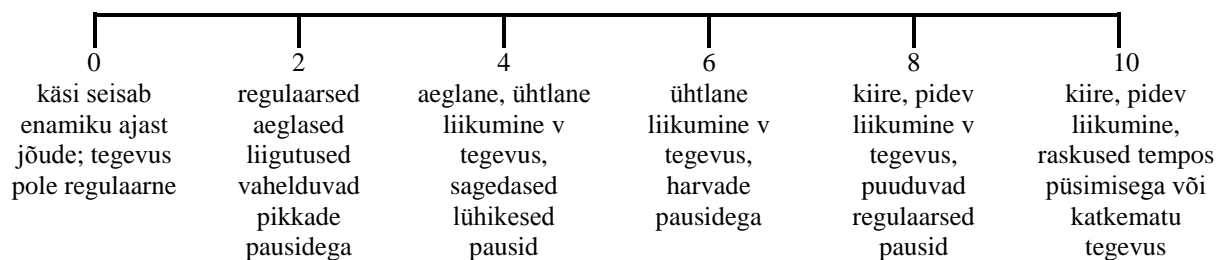 0
käsi seisab
enamiku ajast
jõude; tegevus
pole regulaarne
2
regulaarsed
aeglased
liigutused
vahelduvad
pikkade
pausidega
4
aeglane, ühtlane
liikumine v
tegevus,
sagedased
lühikesed
pausid
6
ühtlane
liikumine v
tegevus,
harvade
pausidega
8
kiire, pidev
liikumine v
tegevus,
puuduvad
regulaarsed
pausid
10
kiire, pidev
liikumine,
raskused tempos
püsimisega või
katkematu
tegevus